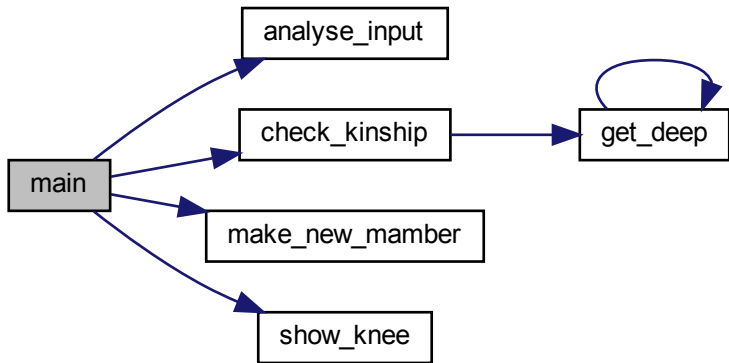 main
analyse_input
check_kinship
get_deep
make_new_mamber
show_knee